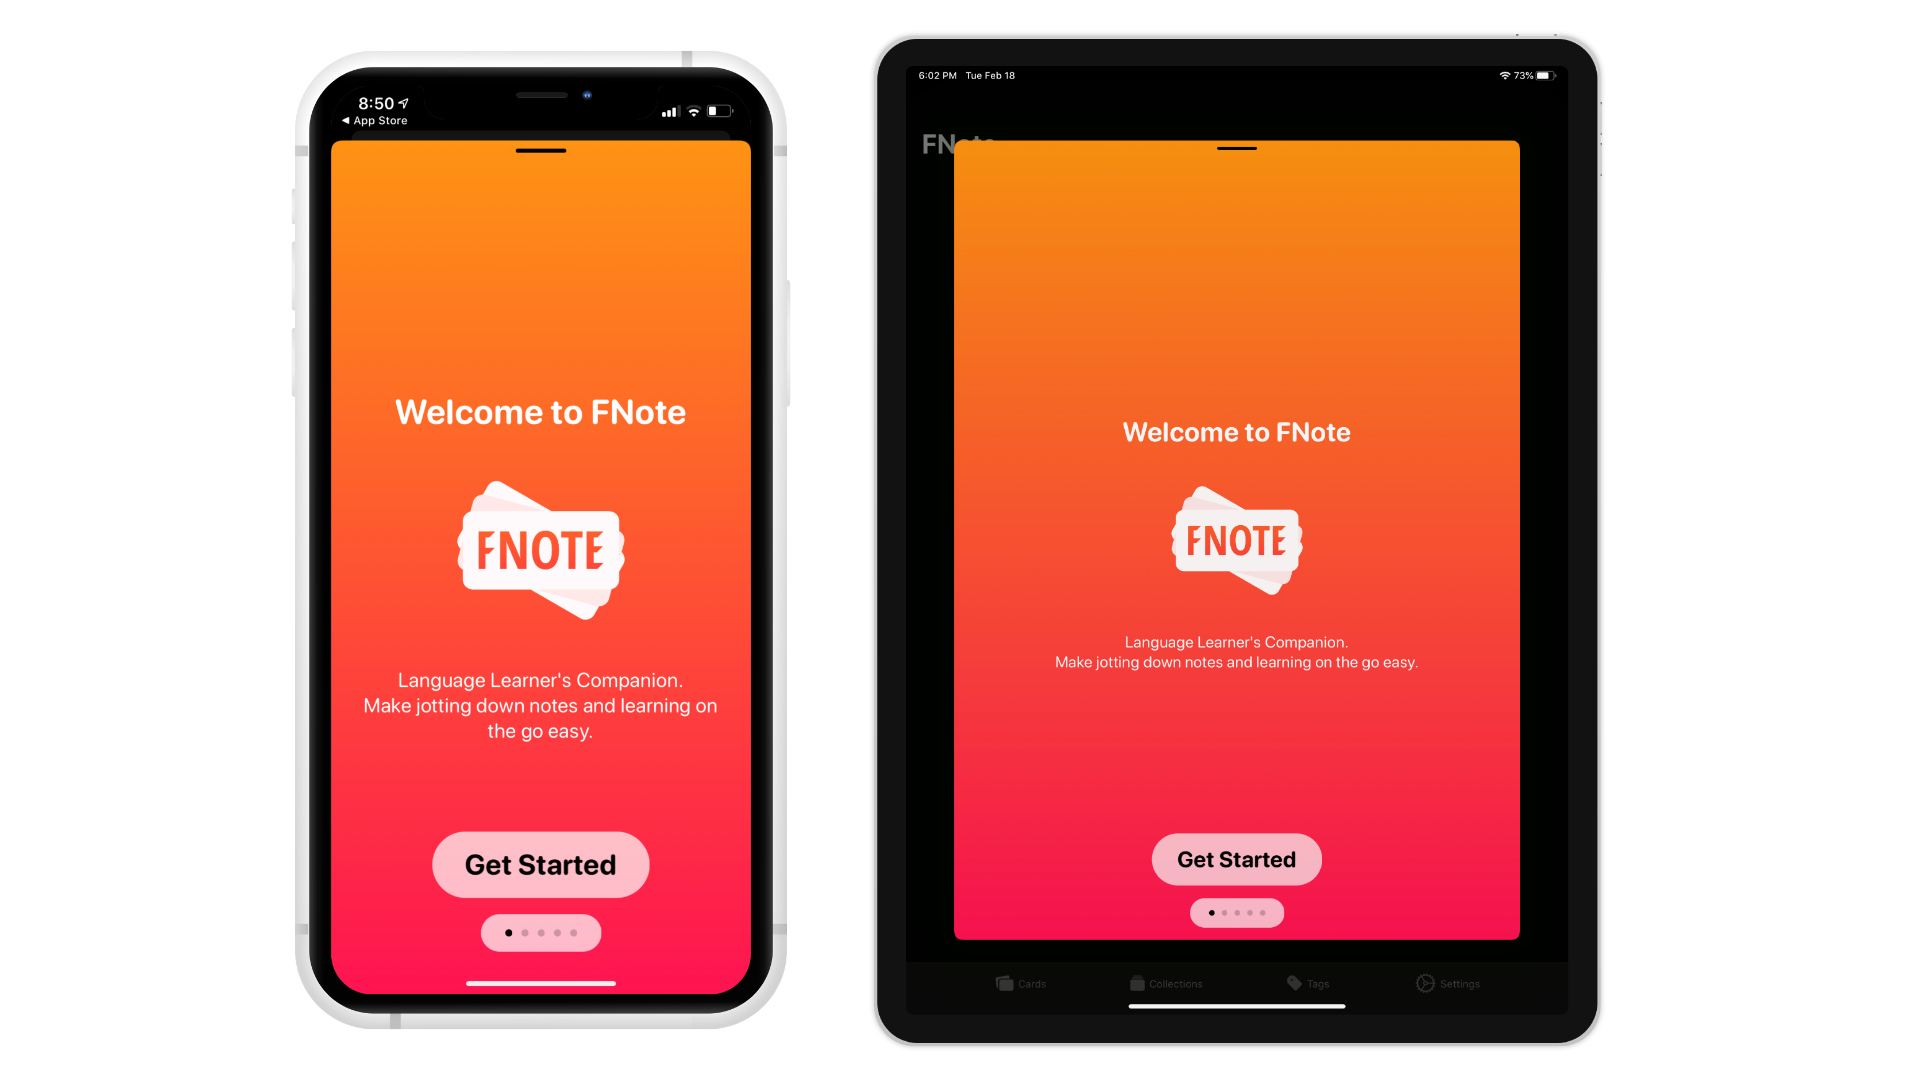 8:50
◀ App Store
Welcome to FNote
FNOTE
Language Learner's Companion.
Make jotting down notes and learning on
the go easy.
Get Started
6:02 PM Tue Feb 18
73%
FNote
Welcome to FNote
FNOTE
Language Learner's Companion.
Make jotting down notes and learning on the go easy.
Get Started
Cards
Collections
Tags
Settings